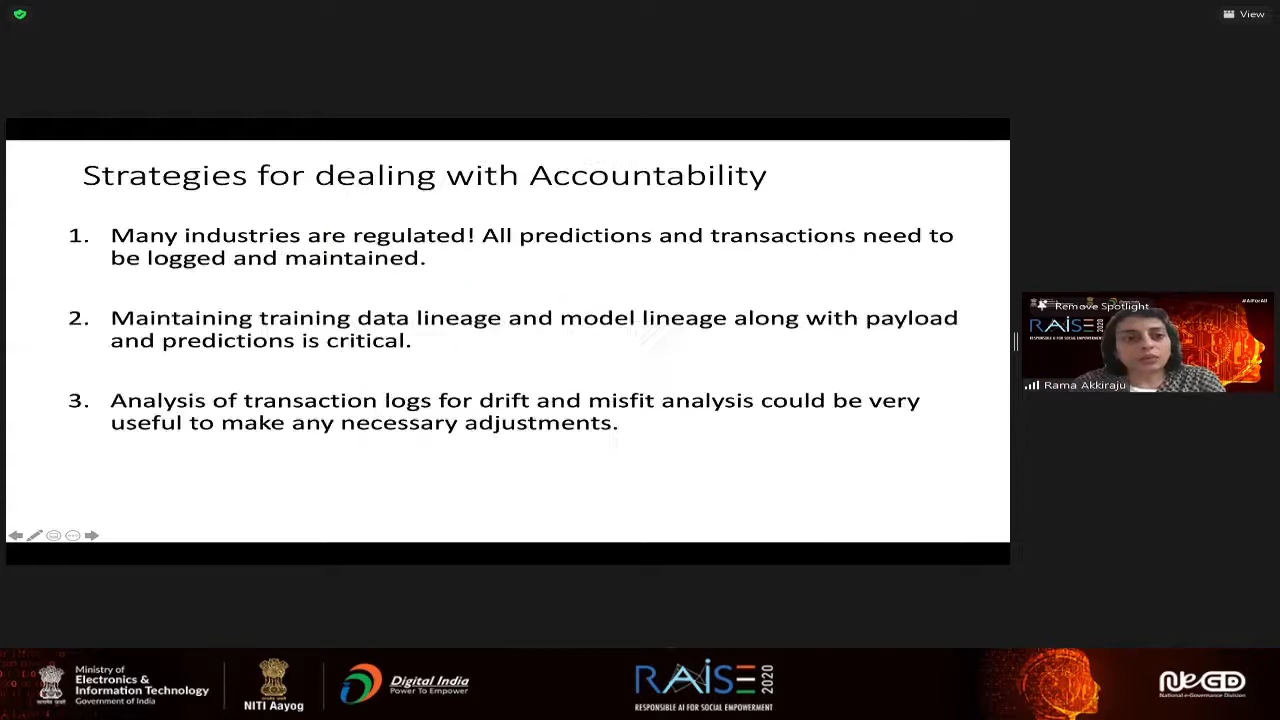 View
Strategies for dealing with Accountability
1. Many industries are regulated! All predictions and transactions need to
be logged and maintained.
2. Maintaining training data lineage and model lineage along with payload
and predictions is critical.
3. Analysis of transaction logs for drift and misfit analysis could be very
useful to make any necessary adjustments.
#AIForAll
Remove Spotlight
RAISE 2020
Rama Akkiraju
Ministry of
Electronics &
Information Technology
Government of India
NITI Aayog
Digital India
Power To Empower
RAISE 2020
RESPONSIBLE AI FOR SOCIAL EMPOWERMENT
NeGD
National e-Governance Division